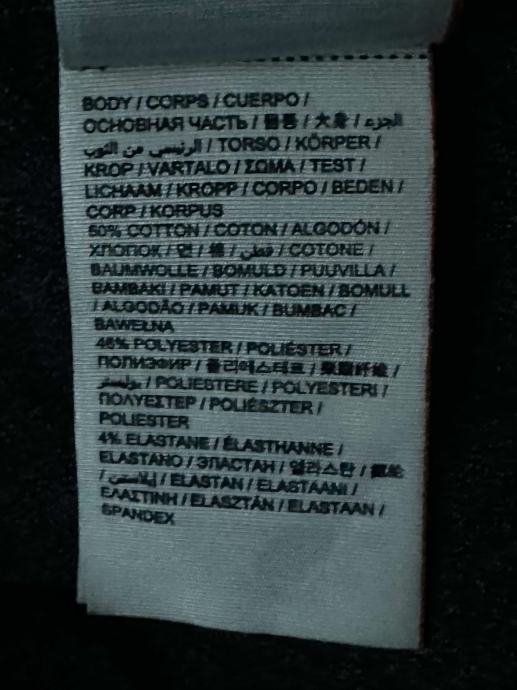 BODY / CORPS / CUERPO /
ОСНОВНАЯ ЧАСТЬ / 몸통 / 大身 / الجزء
الرئيسي من الثوب / TORSO / KÖRPER /
KROP / VARTALO / ΣΩΜΑ / TEST /
LICHAAM / KROPP / CORPO / BEDEN /
CORP / KORPUS
50% COTTON / COTON / ALGODÓN /
ХЛОПОК / 면 / 棉 / قطن / COTONE /
BAUMWOLLE / BOMULD / PUUVILLA /
BAMBAKI / PAMUT / KATOEN / BOMULL
/ ALGODÃO / PAMUK / BUMBAC /
BAWEŁNA
46% POLYESTER / POLIÉSTER /
ПОЛИЭФИР / 폴리에스테르 / 聚酯纤维 /
بوليستر / POLIESTERE / POLYESTERI /
ΠΟΛΥΕΣΤΕΡ / POLIÉSZTER /
POLIESTER
4% ELASTANE / ÉLASTHANNE /
ELASTANO / ЭЛАСТАН / 엘라스탄 /
/ إيلاستين / ELASTAN / ELASTAANI /
ΕΛΑΣΤΙΝΗ / ELASZTÁN / ELASTAAN /
SPANDEX